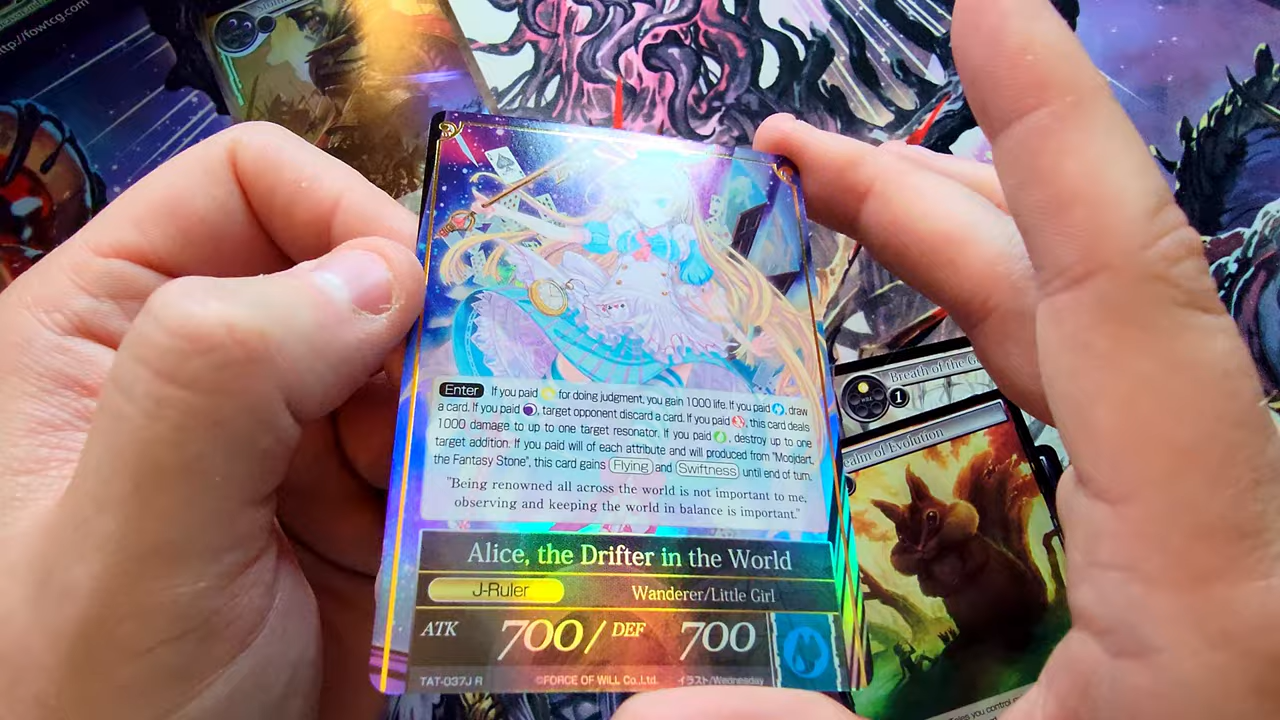 http://fowtcg.com
Enter If you paid for doing judgment, you gain 1000 life. If you paid , draw
a card. If you paid , target opponent discard a card. If you paid , this card deals
1000 damage to up to one target resonator. If you paid , destroy up to one
target addition. If you paid will of each attribute and will produced from "Moojdart,
the Fantasy Stone", this card gains Flying and Swiftness until end of turn.
"Being renowned all across the world is not important to me,
observing and keeping the world in balance is important."
Alice, the Drifter in the World
J-Ruler Wanderer/Little Girl
ATK 700/ DEF 700
TAT-037J R ©FORCE OF WILL Co.,Ltd. イラスト/Wednesday
Breath of the G
WILL 1
ealm of Evolution
you control